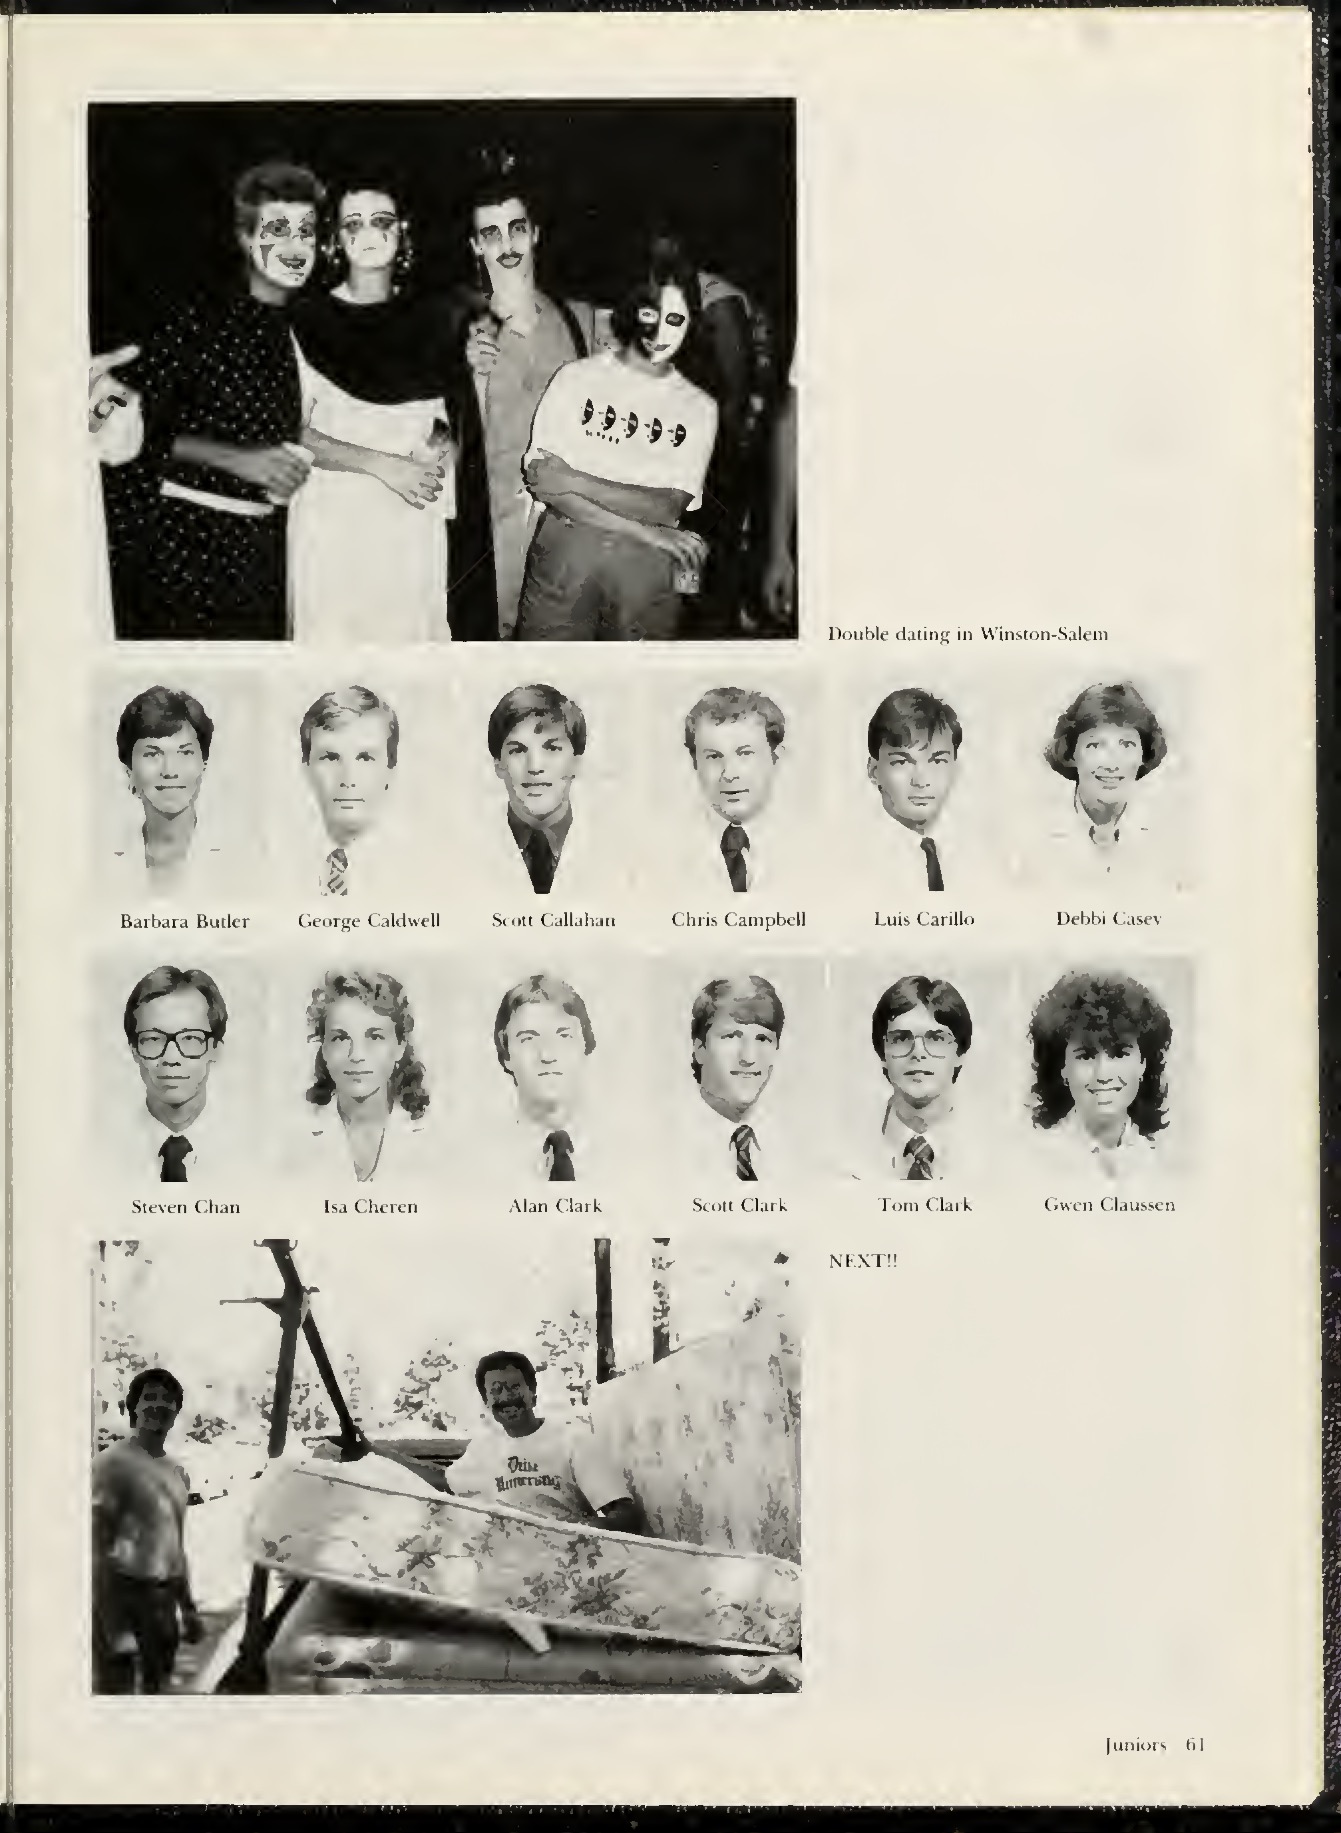 Double dating in Winston-Salem
Barbara Butler George Caldwell Scott Callahan Chris Campbell Luis Carillo Debbi Casey
Steven Chan Isa Cheren Alan Clark Scott Clark Tom Clark Gwen Claussen
NEXT!!
University
Juniors 61